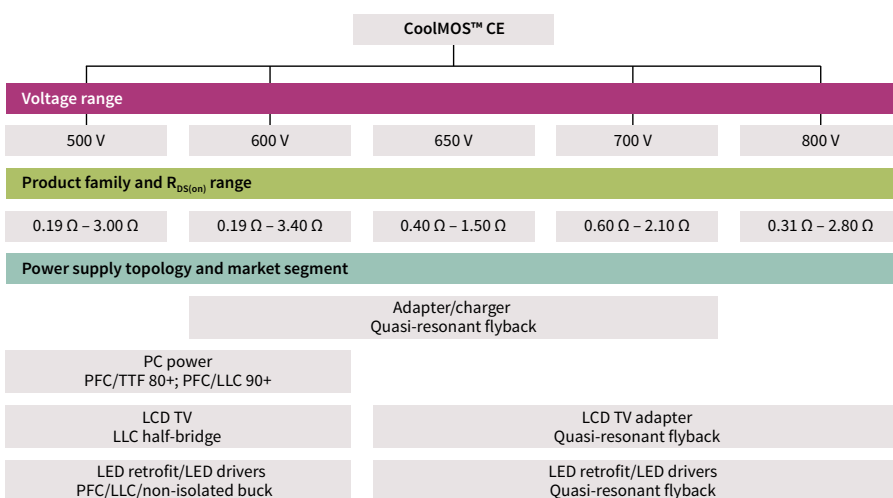 CoolMOS™ CE
Voltage range
500 V
600 V
650 V
700 V
800 V
Product family and RDS(on) range
0.19 Ω – 3.00 Ω
0.19 Ω – 3.40 Ω
0.40 Ω – 1.50 Ω
0.60 Ω – 2.10 Ω
0.31 Ω – 2.80 Ω
Power supply topology and market segment
Adapter/charger
Quasi-resonant flyback
PC power
PFC/TTF 80+; PFC/LLC 90+
LCD TV
LLC half-bridge
LCD TV adapter
Quasi-resonant flyback
LED retrofit/LED drivers
PFC/LLC/non-isolated buck
LED retrofit/LED drivers
Quasi-resonant flyback